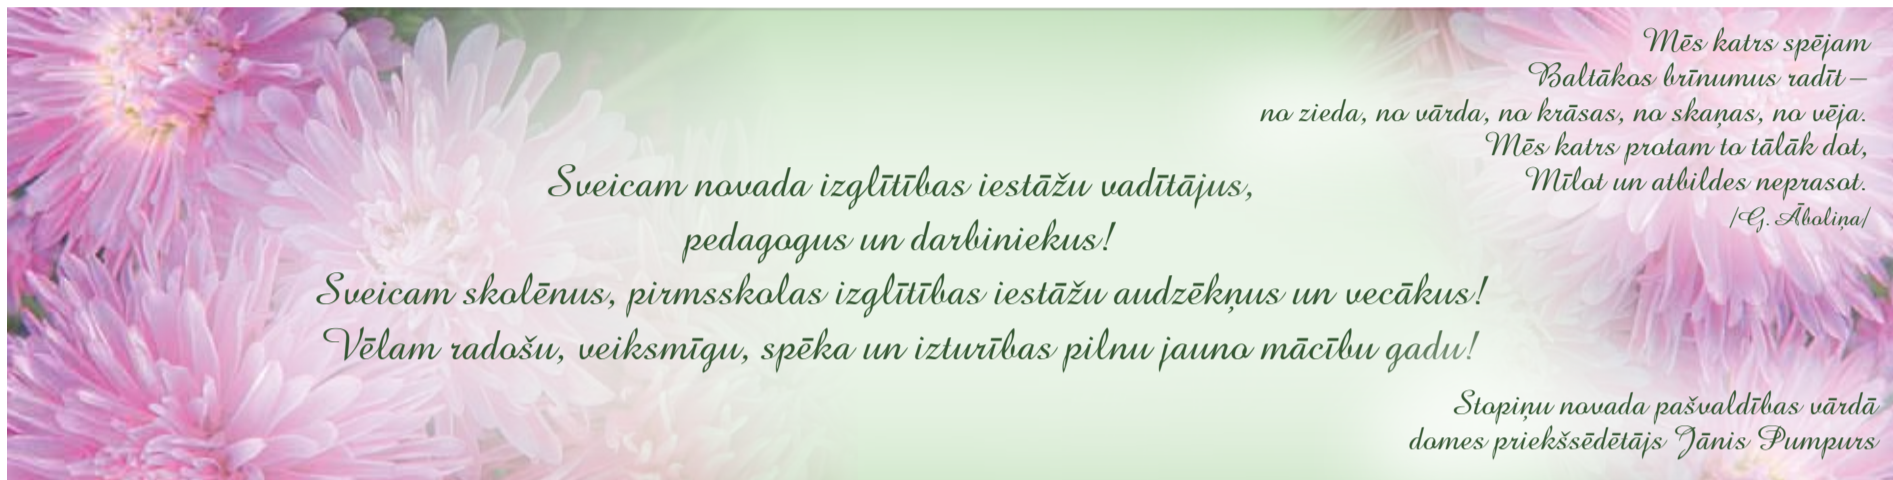 Mēs katrs spējam
Baltākos brīnumus radīt –
no zieda, no vārda, no krāsas, no skaņas, no vēja.
Mēs katrs protam to tālāk dot,
Mīlot un atbildes neprasot.
/G. Āboliņa/
Sveicam novada izglītības iestāžu vadītājus,
pedagogus un darbiniekus!
Sveicam skolēnus, pirmsskolas izglītības iestāžu audzēkņus un vecākus!
Vēlam radošu, veiksmīgu, spēka un izturības pilnu jauno mācību gadu!
Stopiņu novada pašvaldības vārdā
domes priekšsēdētājs Jānis Pumpurs